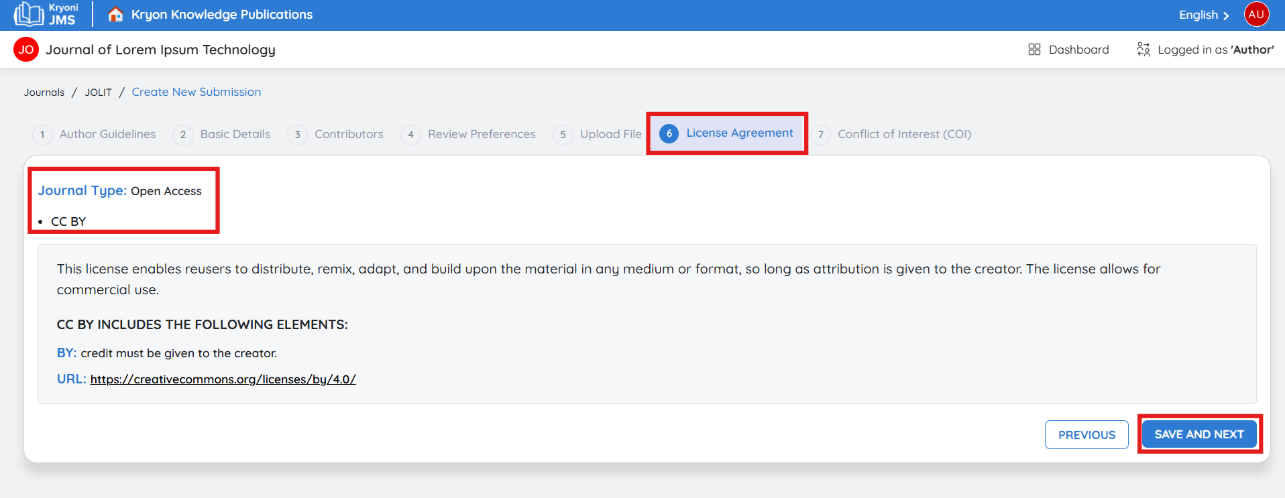 Kryoni
JMS
Kryon Knowledge Publications
English
AU
JO
Journal of Lorem Ipsum Technology
Dashboard
Logged in as 'Author'
Journals / JOLIT / Create New Submission
1 Author Guidelines
2 Basic Details
3 Contributors
4 Review Preferences
5 Upload File
6 License Agreement
7 Conflict of Interest (COI)
Journal Type: Open Access
• CC BY
This license enables reusers to distribute, remix, adapt, and build upon the material in any medium or format, so long as attribution is given to the creator. The license allows for
commercial use.
CC BY INCLUDES THE FOLLOWING ELEMENTS:
BY: credit must be given to the creator.
URL: https://creativecommons.org/licenses/by/4.0/
PREVIOUS
SAVE AND NEXT